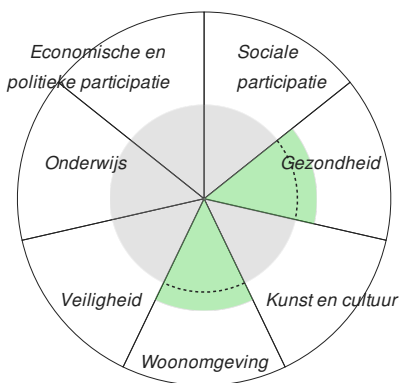 Economische en
politieke participatie
Sociale
participatie
Onderwijs
Gezondheid
Veiligheid
Kunst en cultuur
Woonomgeving